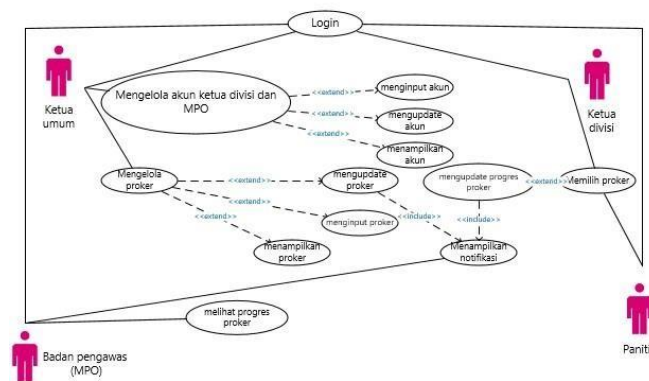 Login
Ketua
umum
Mengelola akun ketua divisi dan
MPO
<<extend>>
menginput akun
<<extend>>
mengupdate
akun
<<extend>>
menampilkan
akun
Ketua
divisi
Mengelola
proker
<<extend>>
mengupdate
proker
mengupdate progres
proker
<<extend>>
Memilih proker
<<extend>>
menginput proker
<<extend>>
<<include>>
<<include>>
menampilkan
proker
Menampilkan
notifikasi
melihat progres
proker
Badan pengawas
(MPO)
Paniti